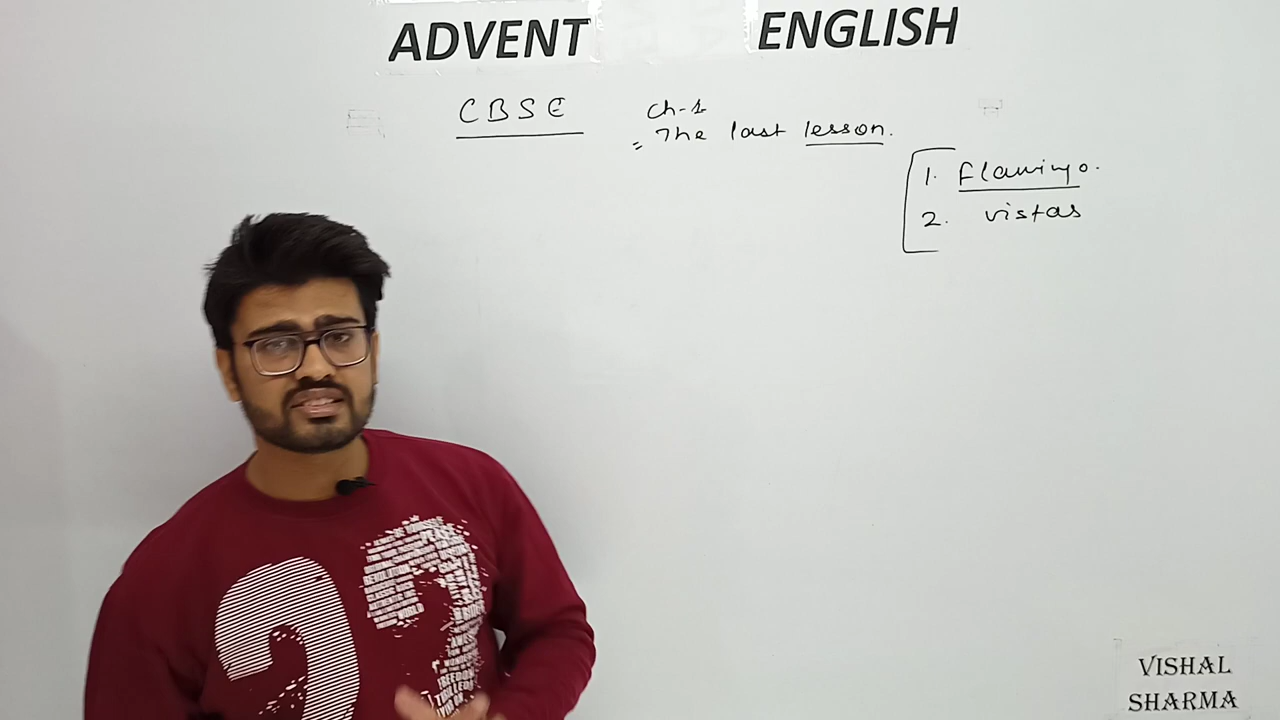 ADVENT ENGLISH
CBSE
Ch-1
The last lesson.
1. Flamingo.
2. vistas
VISHAL
SHARMA